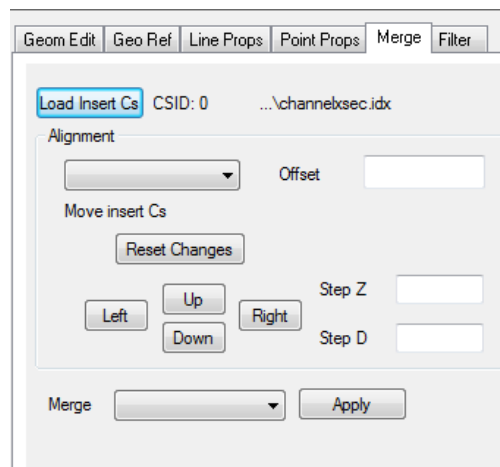 Geom Edit Geo Ref Line Props Point Props Merge Filter
Load Insert Cs CSID: 0 ...\channelxsec.idx
Alignment
Offset
Move insert Cs
Reset Changes
Step Z
Up
Left Right
Down Step D
Merge Apply